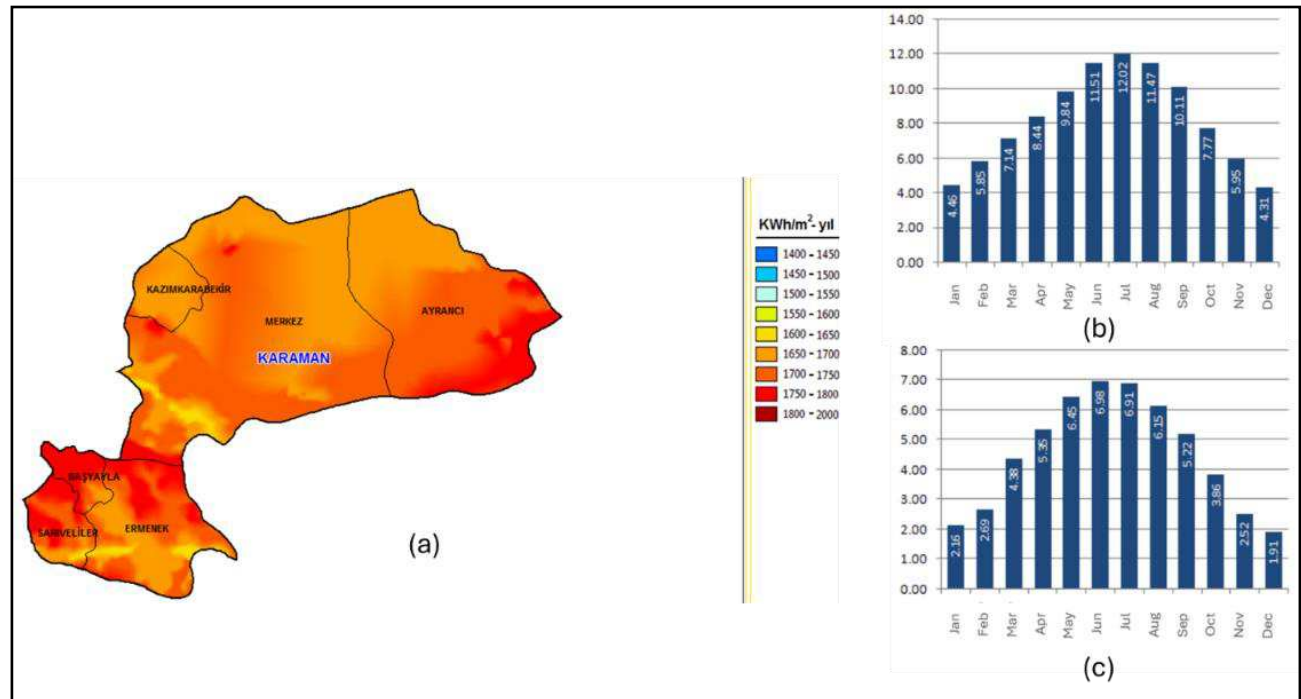 KAZIMKARABEKİR
MERKEZ
AYRANCI
KARAMAN
BAŞYAYLA
SARIVELİLER
ERMENEK
(a)
KWh/m²- yıl
1400 - 1450
1450 - 1500
1500 - 1550
1550 - 1600
1600 - 1650
1650 - 1700
1700 - 1750
1750 - 1800
1800 - 2000
14.00
12.00
10.00
8.00
6.00
4.00
2.00
0.00
4.46 5.85 7.14 8.44 9.84 11.51 12.02 11.47 10.11 7.77 5.95 4.31
Jan Feb Mar Apr May Jun Jul Aug Sep Oct Nov Dec
(b)
8.00
7.00
6.00
5.00
4.00
3.00
2.00
1.00
0.00
2.16 2.69 4.38 5.35 6.45 6.98 6.91 6.15 5.22 3.86 2.52 1.91
Jan Feb Mar Apr May Jun Jul Aug Sep Oct Nov Dec
(c)